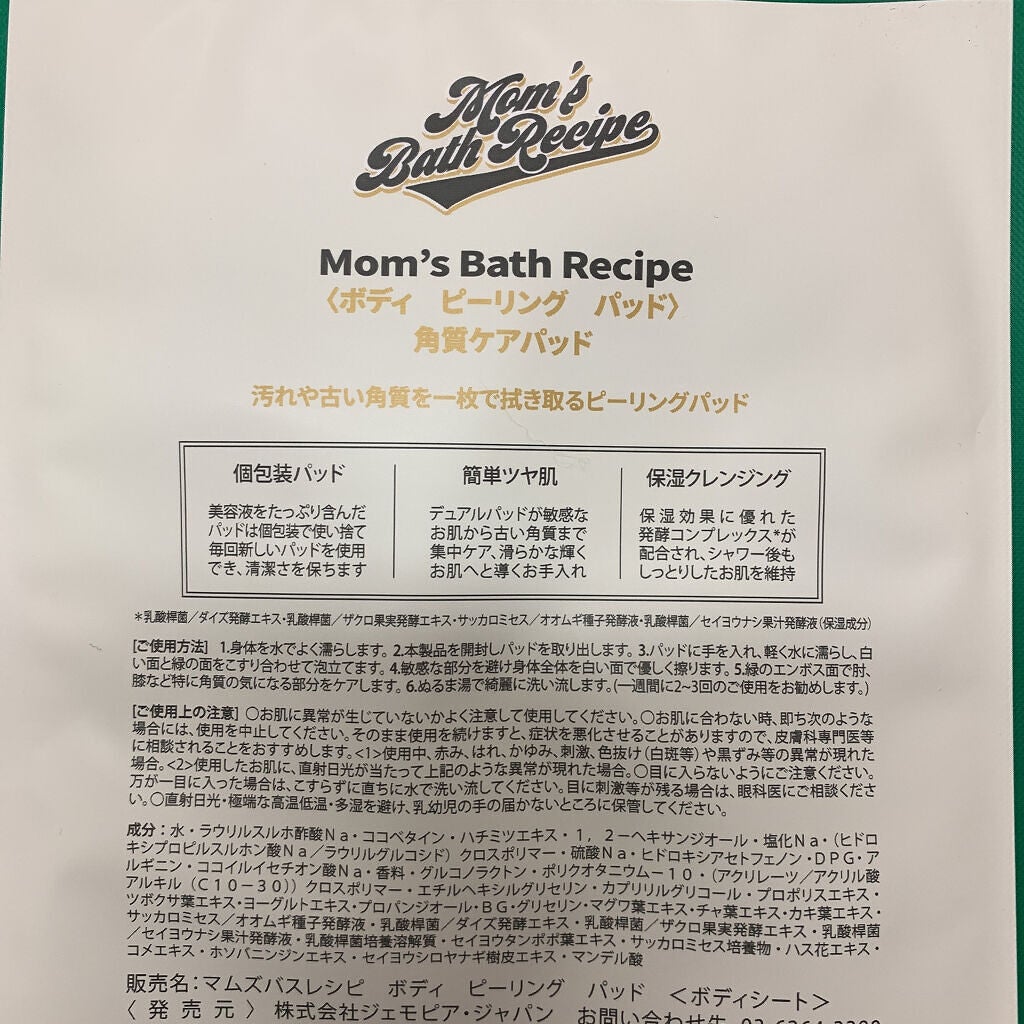 Mom's
Bath Recipe
Mom's Bath Recipe
〈ボディ ピーリング パッド〉
角質ケアパッド
汚れや古い角質を一枚で拭き取るピーリングパッド
個包装パッド
美容液をたっぷり含んだ
パッドは個包装で使い捨て
毎回新しいパッドを使用
でき、清潔さを保ちます
簡単ツヤ肌
デュアルパッドが敏感な
お肌から古い角質まで
集中ケア、滑らかな輝く
お肌へと導くお手入れ
保湿クレンジング
保湿効果に優れた
発酵コンプレックス*が
配合され、シャワー後も
しっとりしたお肌を維持
*乳酸桿菌／ダイズ発酵エキス・乳酸桿菌／ザクロ果実発酵エキス・サッカロミセス／オオムギ種子発酵液・乳酸桿菌／セイヨウナシ果汁発酵液(保湿成分)
[ご使用方法] 1.身体を水でよく濡らします。2.本製品を開封しパッドを取り出します。3.パッドに手を入れ、軽く水に濡らし、白
い面と緑の面をこすり合わせて泡立てます。4.敏感な部分を避け身体全体を白い面で優しく擦ります。5.緑のエンボス面で肘、
膝など特に角質の気になる部分をケアします。6.ぬるま湯で綺麗に洗い流します。(一週間に2~3回のご使用をお勧めします。)
[ご使用上の注意] 〇お肌に異常が生じていないかよく注意して使用してください。〇お肌に合わない時、即ち次のような
場合には、使用を中止してください。そのまま使用を続けますと、症状を悪化させることがありますので、皮膚科専門医等
に相談されることをおすすめします。<1>使用中、赤み、はれ、かゆみ、刺激、色抜け(白斑等)や黒ずみ等の異常が現れた
場合。<2>使用したお肌に、直射日光が当たって上記のような異常が現れた場合。〇目に入らないようにご注意ください。
万が一目に入った場合は、こすらずに直ちに水で洗い流してください。目に刺激等が残る場合は、眼科医にご相談くださ
い。〇直射日光・極端な高温低温・多湿を避け、乳幼児の手の届かないところに保管してください。
成分：水・ラウリルスルホ酢酸Ｎａ・ココベタイン・ハチミツエキス・１，２－ヘキサンジオール・塩化Ｎａ・（ヒドロ
キシプロピルスルホン酸Ｎａ／ラウリルグルコシド）クロスポリマー・硫酸Ｎａ・ヒドロキシアセトフェノン・ＤＰＧ・ア
ルギニン・ココイルイセチオン酸Ｎａ・香料・グルコノラクトン・ポリクオタニウム－１０・（アクリレーツ／アクリル酸
アルキル（Ｃ１０－３０））クロスポリマー・エチルヘキシルグリセリン・カプリリルグリコール・プロポリスエキス・
ツボクサ葉エキス・ヨーグルトエキス・プロパンジオール・ＢＧ・グリセリン・マグワ葉エキス・チャ葉エキス・カキ葉エキス・
サッカロミセス／オオムギ種子発酵液・乳酸桿菌／ダイズ発酵エキス・乳酸桿菌／ザクロ果実発酵エキス・乳酸桿菌
／セイヨウナシ果汁発酵液・乳酸桿菌培養溶解質・セイヨウタンポポ葉エキス・サッカロミセス培養物・ハス花エキス・
コメエキス・ホソバニンジンエキス・セイヨウシロヤナギ樹皮エキス・マンデル酸
販売名：マムズバスレシピ ボディ ピーリング パッド ＜ボディシート＞
〈発売元〉株式会社ジェモピア・ジャパン お問い合わせ先